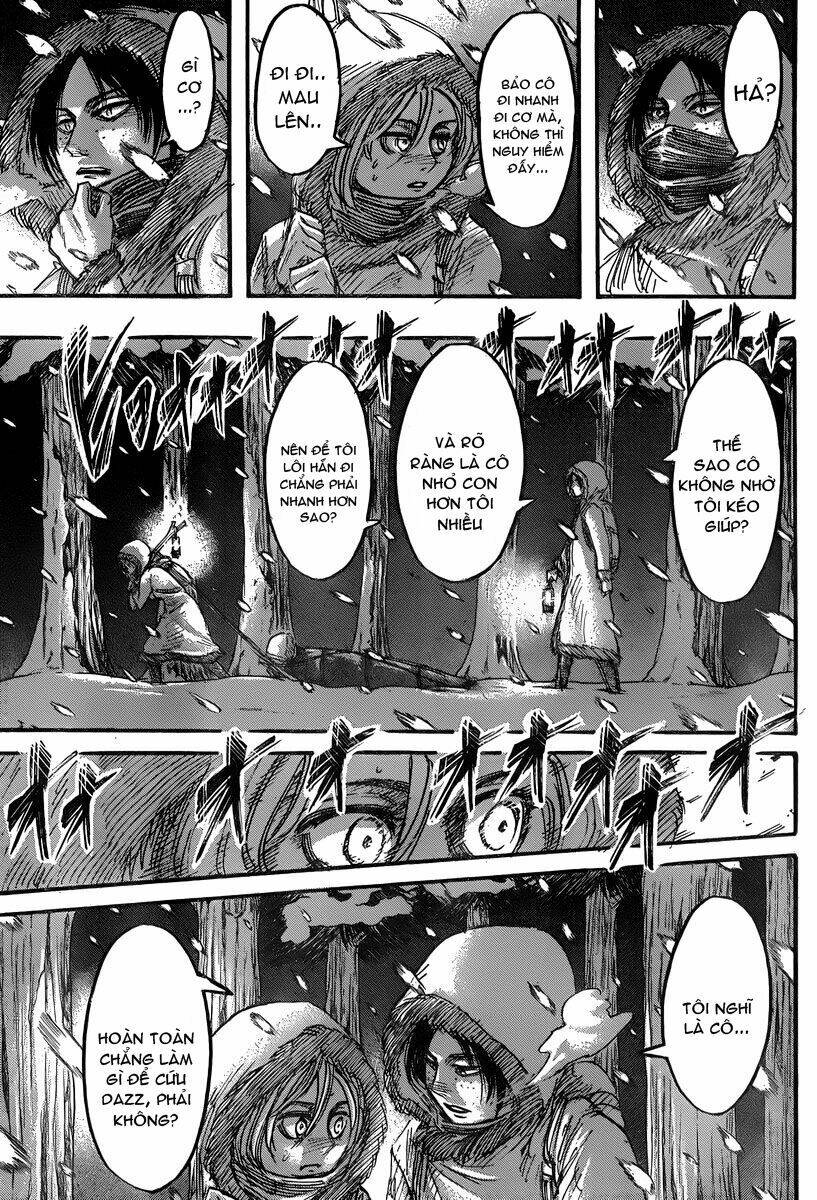 HẢ?
BẢO CÔ
ĐI NHANH
ĐI CƠ MÀ,
KHÔNG THÌ
NGUY HIỂM
ĐẤY...
ĐI ĐI..
MAU
LÊN..
GÌ
CƠ
...?
THẾ
SAO CÔ
KHÔNG NHỜ
TÔI KÉO
GIÚP?
VÀ RÕ
RÀNG LÀ CÔ
NHỎ CON
HƠN TÔI
NHIỀU
NÊN ĐỂ TÔI
LÔI HẮN ĐI
CHẲNG PHẢI
NHANH HƠN
SAO?
TÔI NGHĨ
LÀ CÔ...
HOÀN TOÀN
CHẲNG LÀM
GÌ ĐỂ CỨU
DAZZ, PHẢI
KHÔNG?